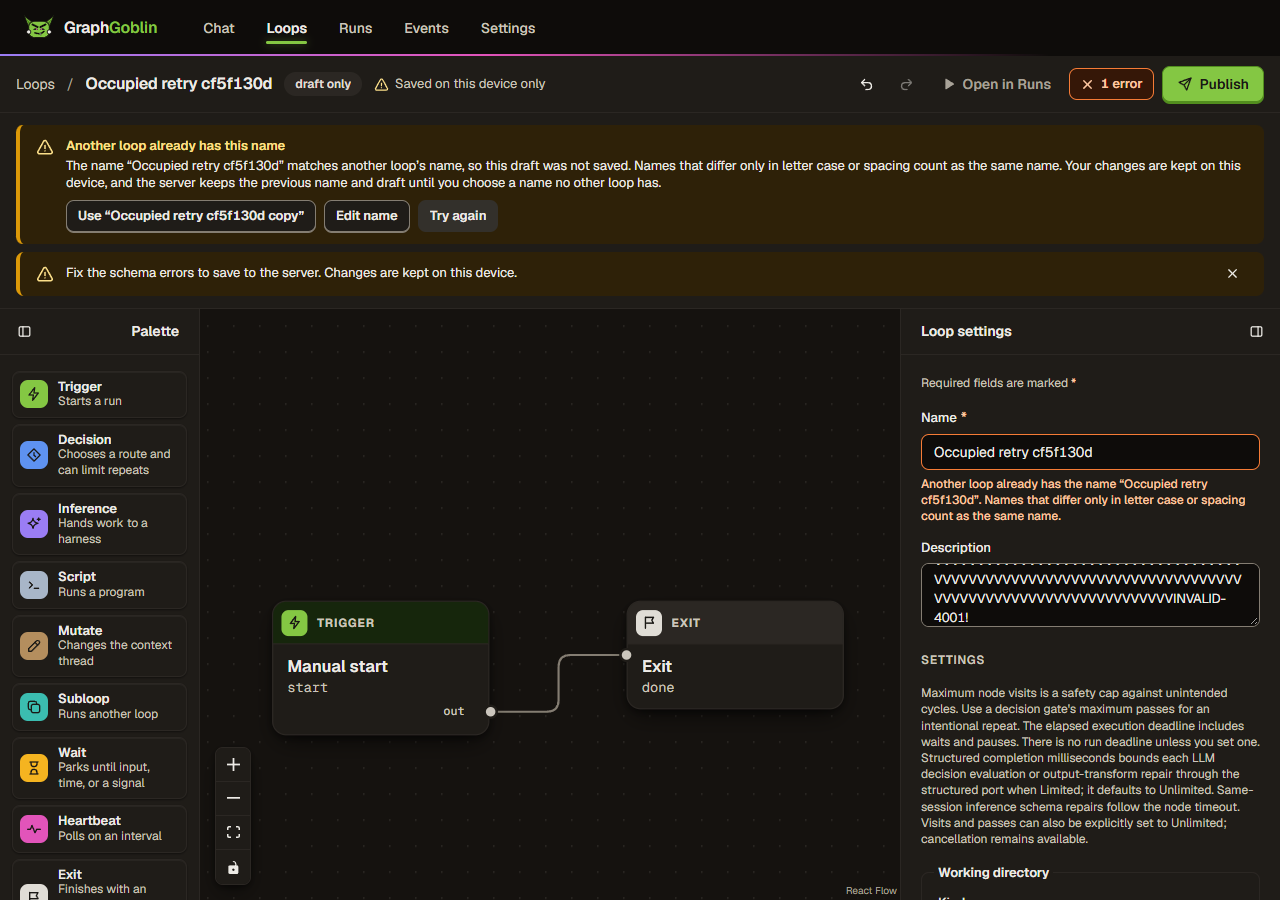 GraphGoblin
Chat
Loops
Runs
Events
Settings
Loops / Occupied retry cf5f130d
draft only
Saved on this device only
Open in Runs
1 error
Publish
Another loop already has this name
The name “Occupied retry cf5f130d” matches another loop’s name, so this draft was not saved. Names that differ only in letter case or spacing count as the same name. Your changes are kept on this
device, and the server keeps the previous name and draft until you choose a name no other loop has.
Use “Occupied retry cf5f130d copy”
Edit name
Try again
Fix the schema errors to save to the server. Changes are kept on this device.
Palette
Trigger
Starts a run
Decision
Chooses a route and
can limit repeats
Inference
Hands work to a
harness
Script
Runs a program
Mutate
Changes the context
thread
Subloop
Runs another loop
Wait
Parks until input,
time, or a signal
Heartbeat
Polls on an interval
Exit
Finishes with an
TRIGGER
Manual start
start
out
EXIT
Exit
done
React Flow
Loop settings
Required fields are marked *
Name *
Occupied retry cf5f130d
Another loop already has the name “Occupied retry
cf5f130d”. Names that differ only in letter case or spacing
count as the same name.
Description
INVALID-
4001!
SETTINGS
Maximum node visits is a safety cap against unintended
cycles. Use a decision gate's maximum passes for an
intentional repeat. The elapsed execution deadline includes
waits and pauses. There is no run deadline unless you set one.
Structured completion milliseconds bounds each LLM
decision evaluation or output-transform repair through the
structured port when Limited; it defaults to Unlimited. Same-
session inference schema repairs follow the node timeout.
Visits and passes can also be explicitly set to Unlimited;
cancellation remains available.
Working directory